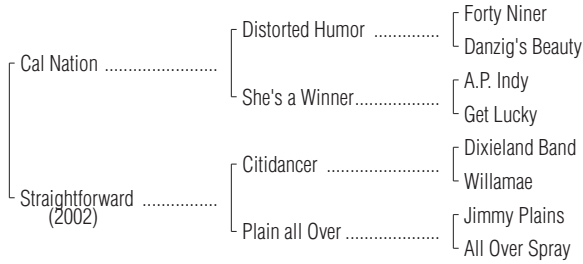 Forty Niner
Distorted Humor ...............
Danzig's Beauty
Cal Nation .......................
A.P. Indy
She's a Winner..................
Get Lucky
Dixieland Band
Citidancer ........................
Willamae
Straightforward ...............
(2002)
Jimmy Plains
Plain all Over ....................
All Over Spray